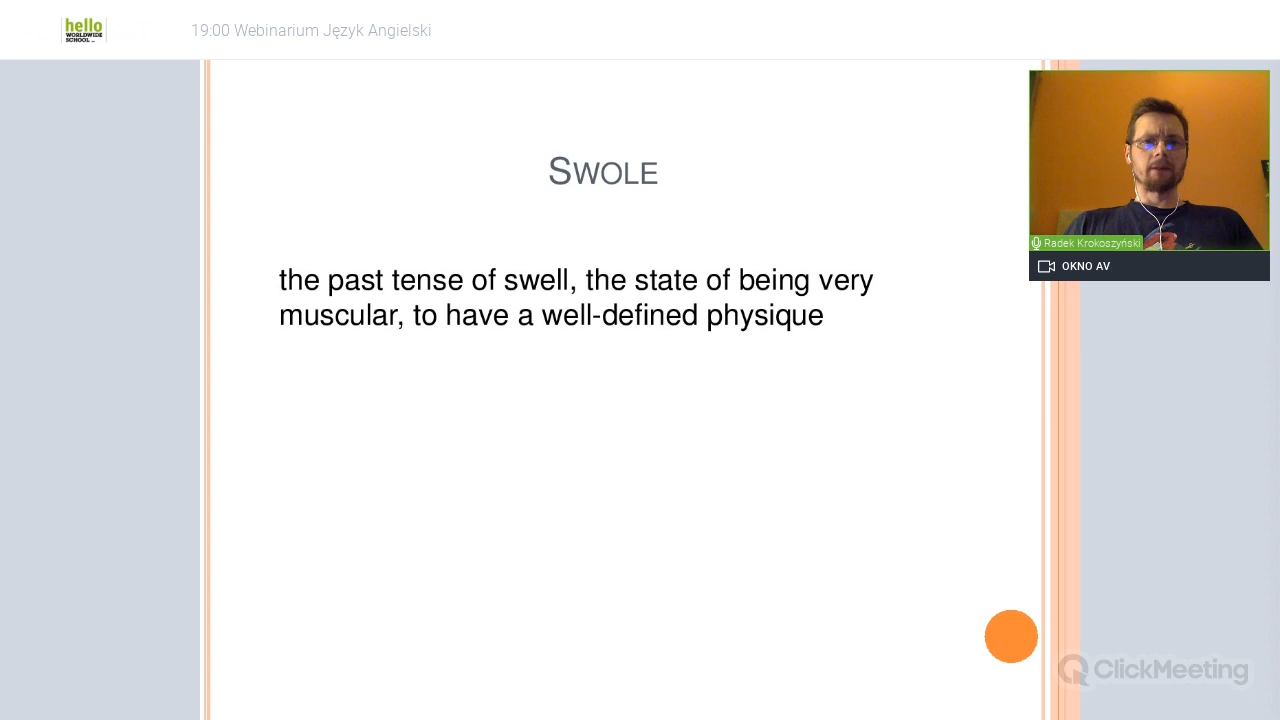 hello
WORLDWIDE
SCHOOL
19:00 Webinarium Język Angielski
SWOLE
the past tense of swell, the state of being very
muscular, to have a well-defined physique
Radek Krokoszyński
OKNO AV
ClickMeeting